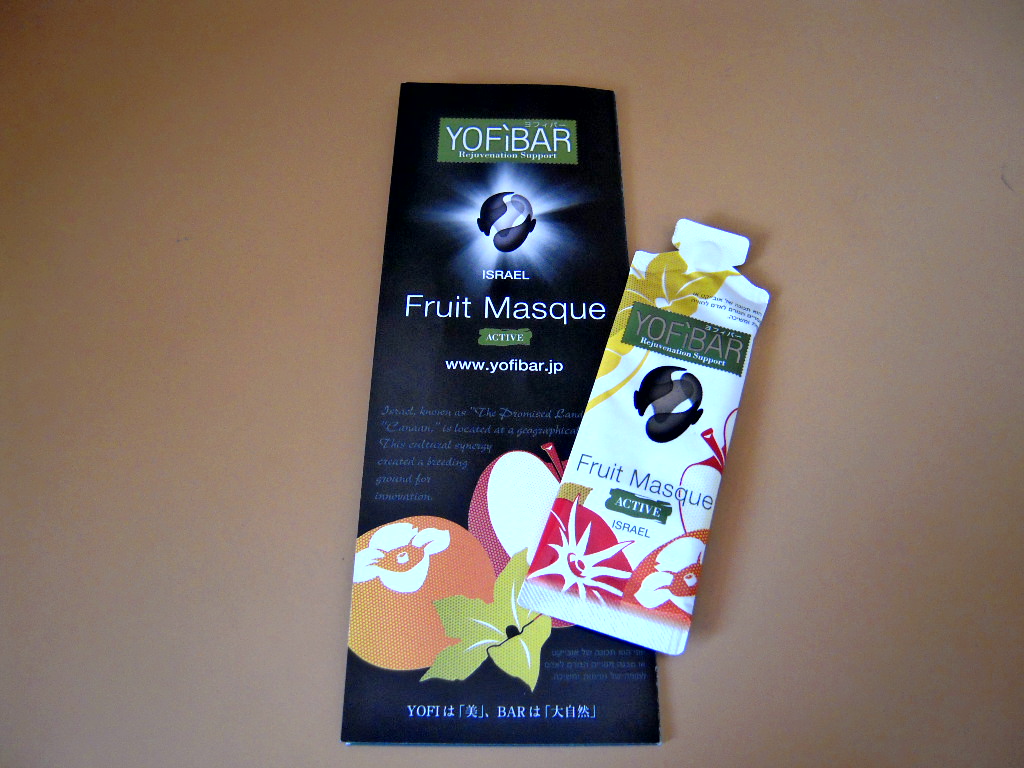 ヨフィバー
YOFiBAR
Rejuvenation Support
ISRAEL
Fruit Masque
ACTIVE
www.yofibar.jp
Israel, known as "The Promised Land
"Canaan," is located at a geographical
This cultural synergy
created a breeding
ground for
innovation.
YOFIは「美」、BARは「大自然」
ヨフィバー
YOFiBAR
Rejuvenation Support
Fruit Masque
ACTIVE
ISRAEL